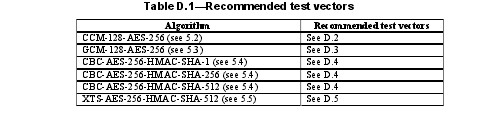 Table D.1—Recommended test vectors
Algorithm Recommended test vectors
CCM-128-AES-256 (see 5.2) See D.2
GCM-128-AES-256 (see 5.3) See D.3
CBC-AES-256-HMAC-SHA-1 (see 5.4) See D.4
CBC-AES-256-HMAC-SHA-256 (see 5.4) See D.4
CBC-AES-256-HMAC-SHA-512 (see 5.4) See D.4
XTS-AES-256-HMAC-SHA-512 (see 5.5) See D.5